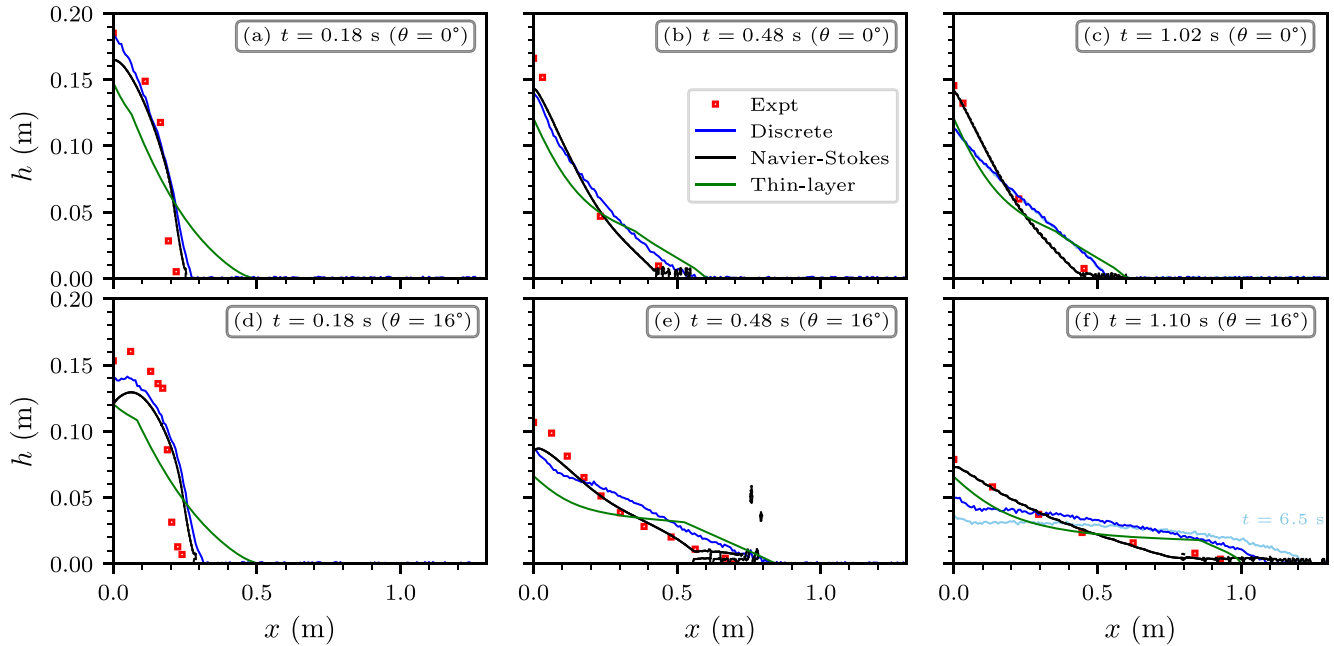 (a) t = 0.18 s (θ = 0°)
(b) t = 0.48 s (θ = 0°)
(c) t = 1.02 s (θ = 0°)
0.20
0.15
0.10
0.05
0.00
h (m)
Expt
Discrete
Navier-Stokes
Thin-layer
(d) t = 0.18 s (θ = 16°)
(e) t = 0.48 s (θ = 16°)
(f) t = 1.10 s (θ = 16°)
0.20
0.15
0.10
0.05
0.00
h (m)
t = 6.5 s
0.0 0.5 1.0
0.0 0.5 1.0
0.0 0.5 1.0
x (m)
x (m)
x (m)